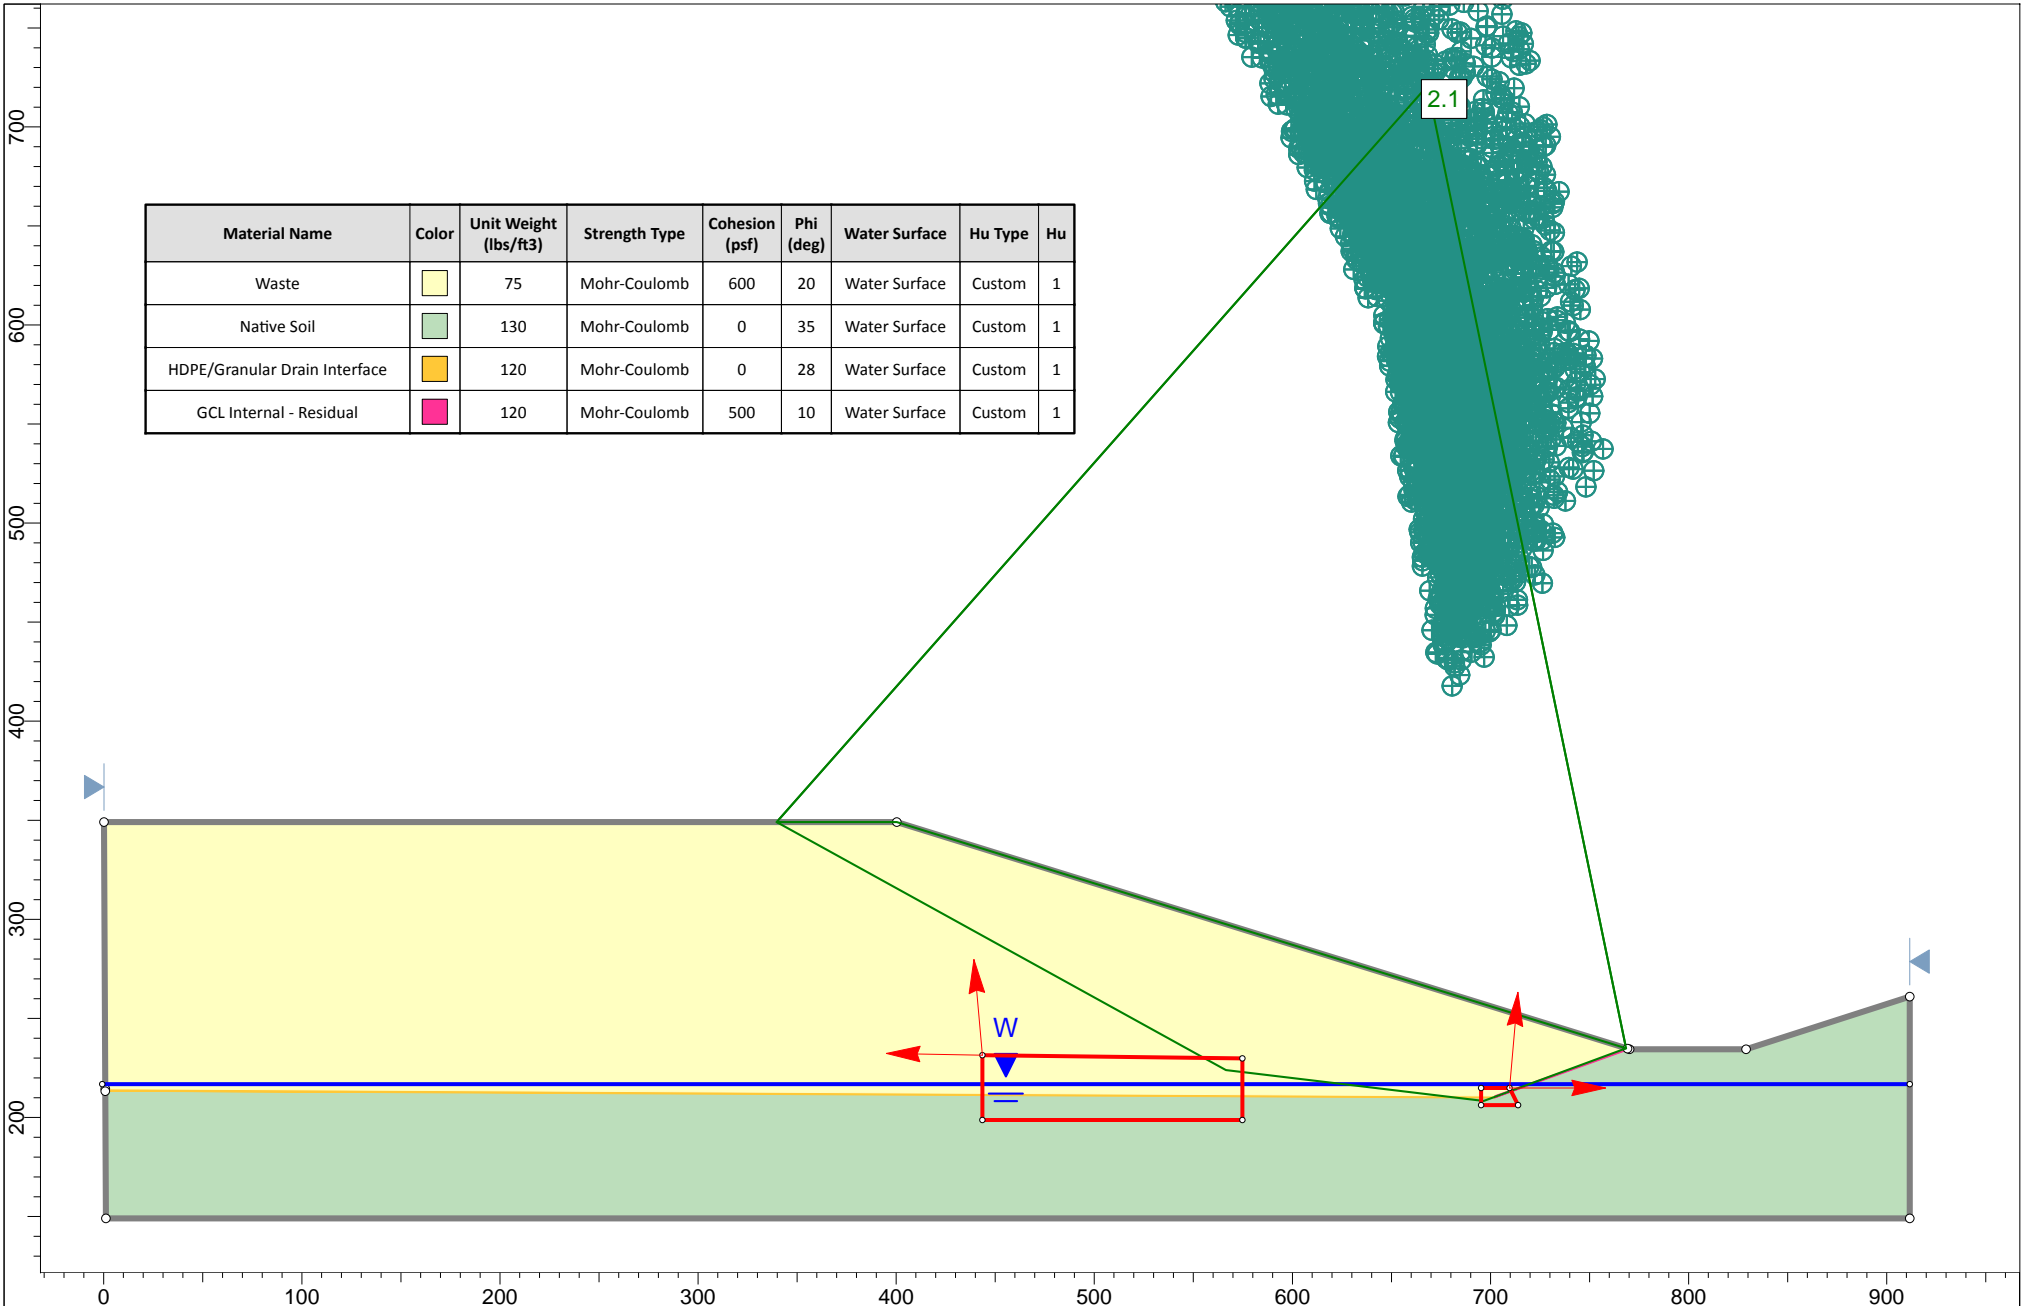 2.1
Material Name Color Unit Weight (lbs/ft3) Strength Type Cohesion (psf) Phi (deg) Water Surface Hu Type Hu
Waste 75 Mohr-Coulomb 600 20 Water Surface Custom 1
Native Soil 130 Mohr-Coulomb 0 35 Water Surface Custom 1
HDPE/Granular Drain Interface 120 Mohr-Coulomb 0 28 Water Surface Custom 1
GCL Internal - Residual 120 Mohr-Coulomb 500 10 Water Surface Custom 1
W
700
600
500
400
300
200
0 100 200 300 400 500 600 700 800 900